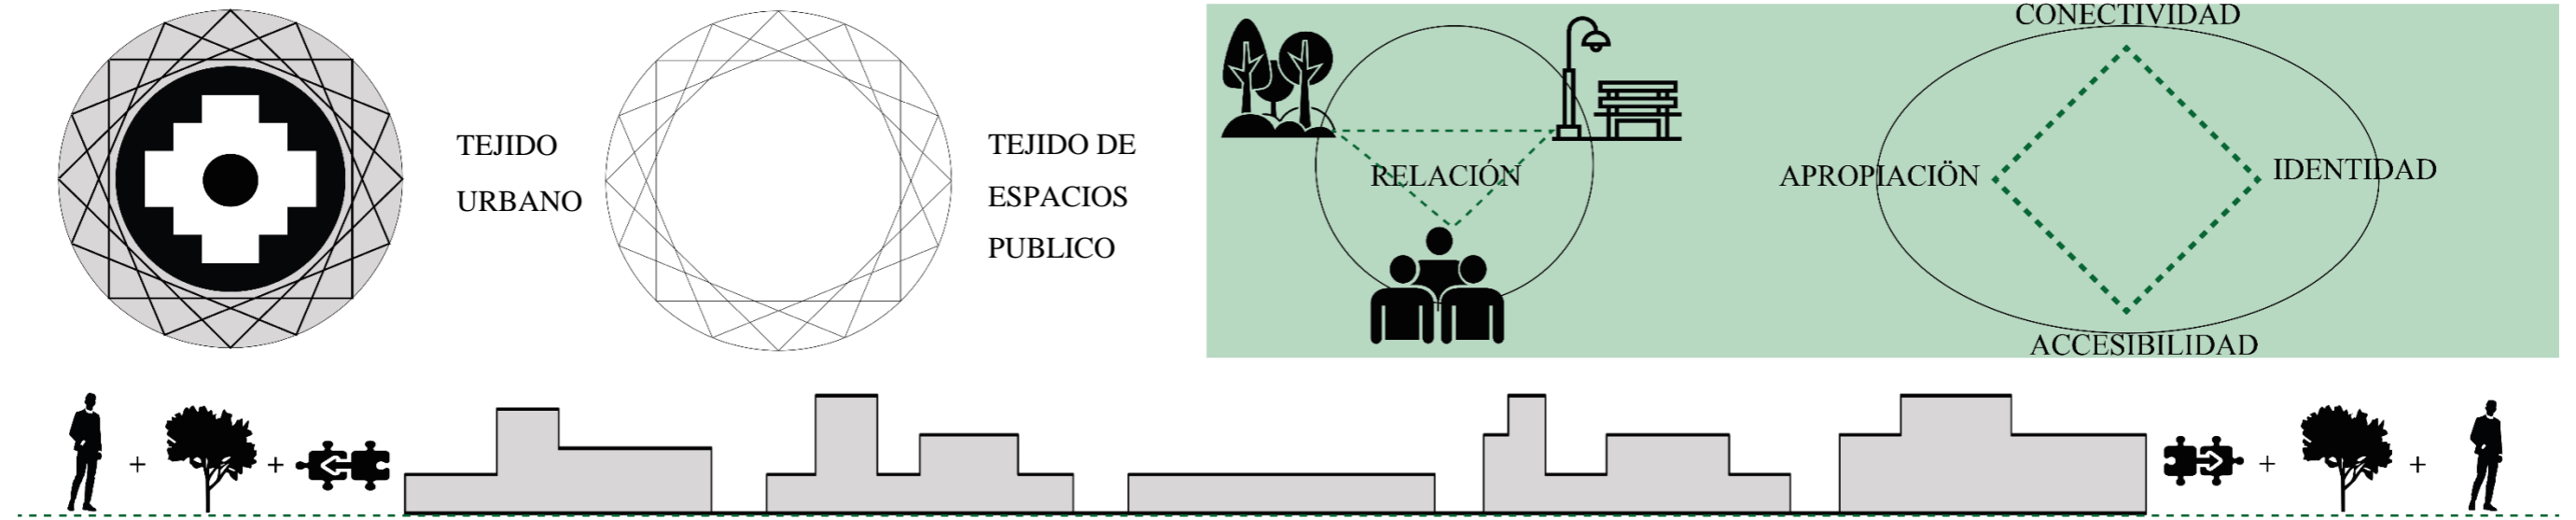 TEJIDO
URBANO
TEJIDO DE
ESPACIOS
PUBLICO
RELACIÓN
CONECTIVIDAD
APROPIACIÖN
IDENTIDAD
ACCESIBILIDAD
+ +
+ +